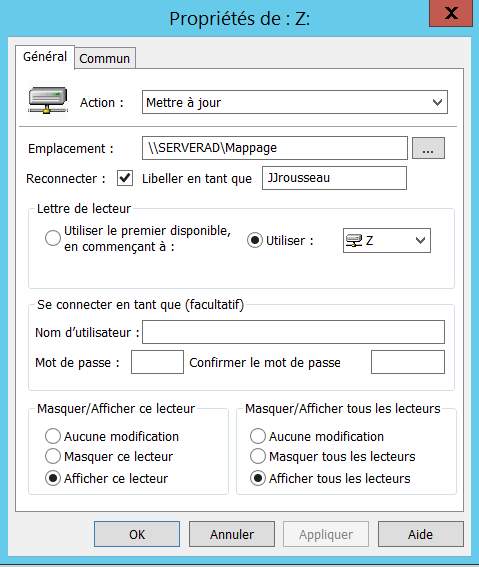 Propriétés de : Z:
X
Général
Commun
Action :
Mettre à jour
Emplacement :
\\SERVERAD\Mappage
...
Reconnecter :
Libeller en tant que
JJrousseau
Lettre de lecteur
Utiliser le premier disponible,
en commençant à :
Utiliser :
Z
Se connecter en tant que (facultatif)
Nom d'utilisateur :
Mot de passe :
Confirmer le mot de passe
Masquer/Afficher ce lecteur
Aucune modification
Masquer ce lecteur
Afficher ce lecteur
Masquer/Afficher tous les lecteurs
Aucune modification
Masquer tous les lecteurs
Afficher tous les lecteurs
OK
Annuler
Appliquer
Aide